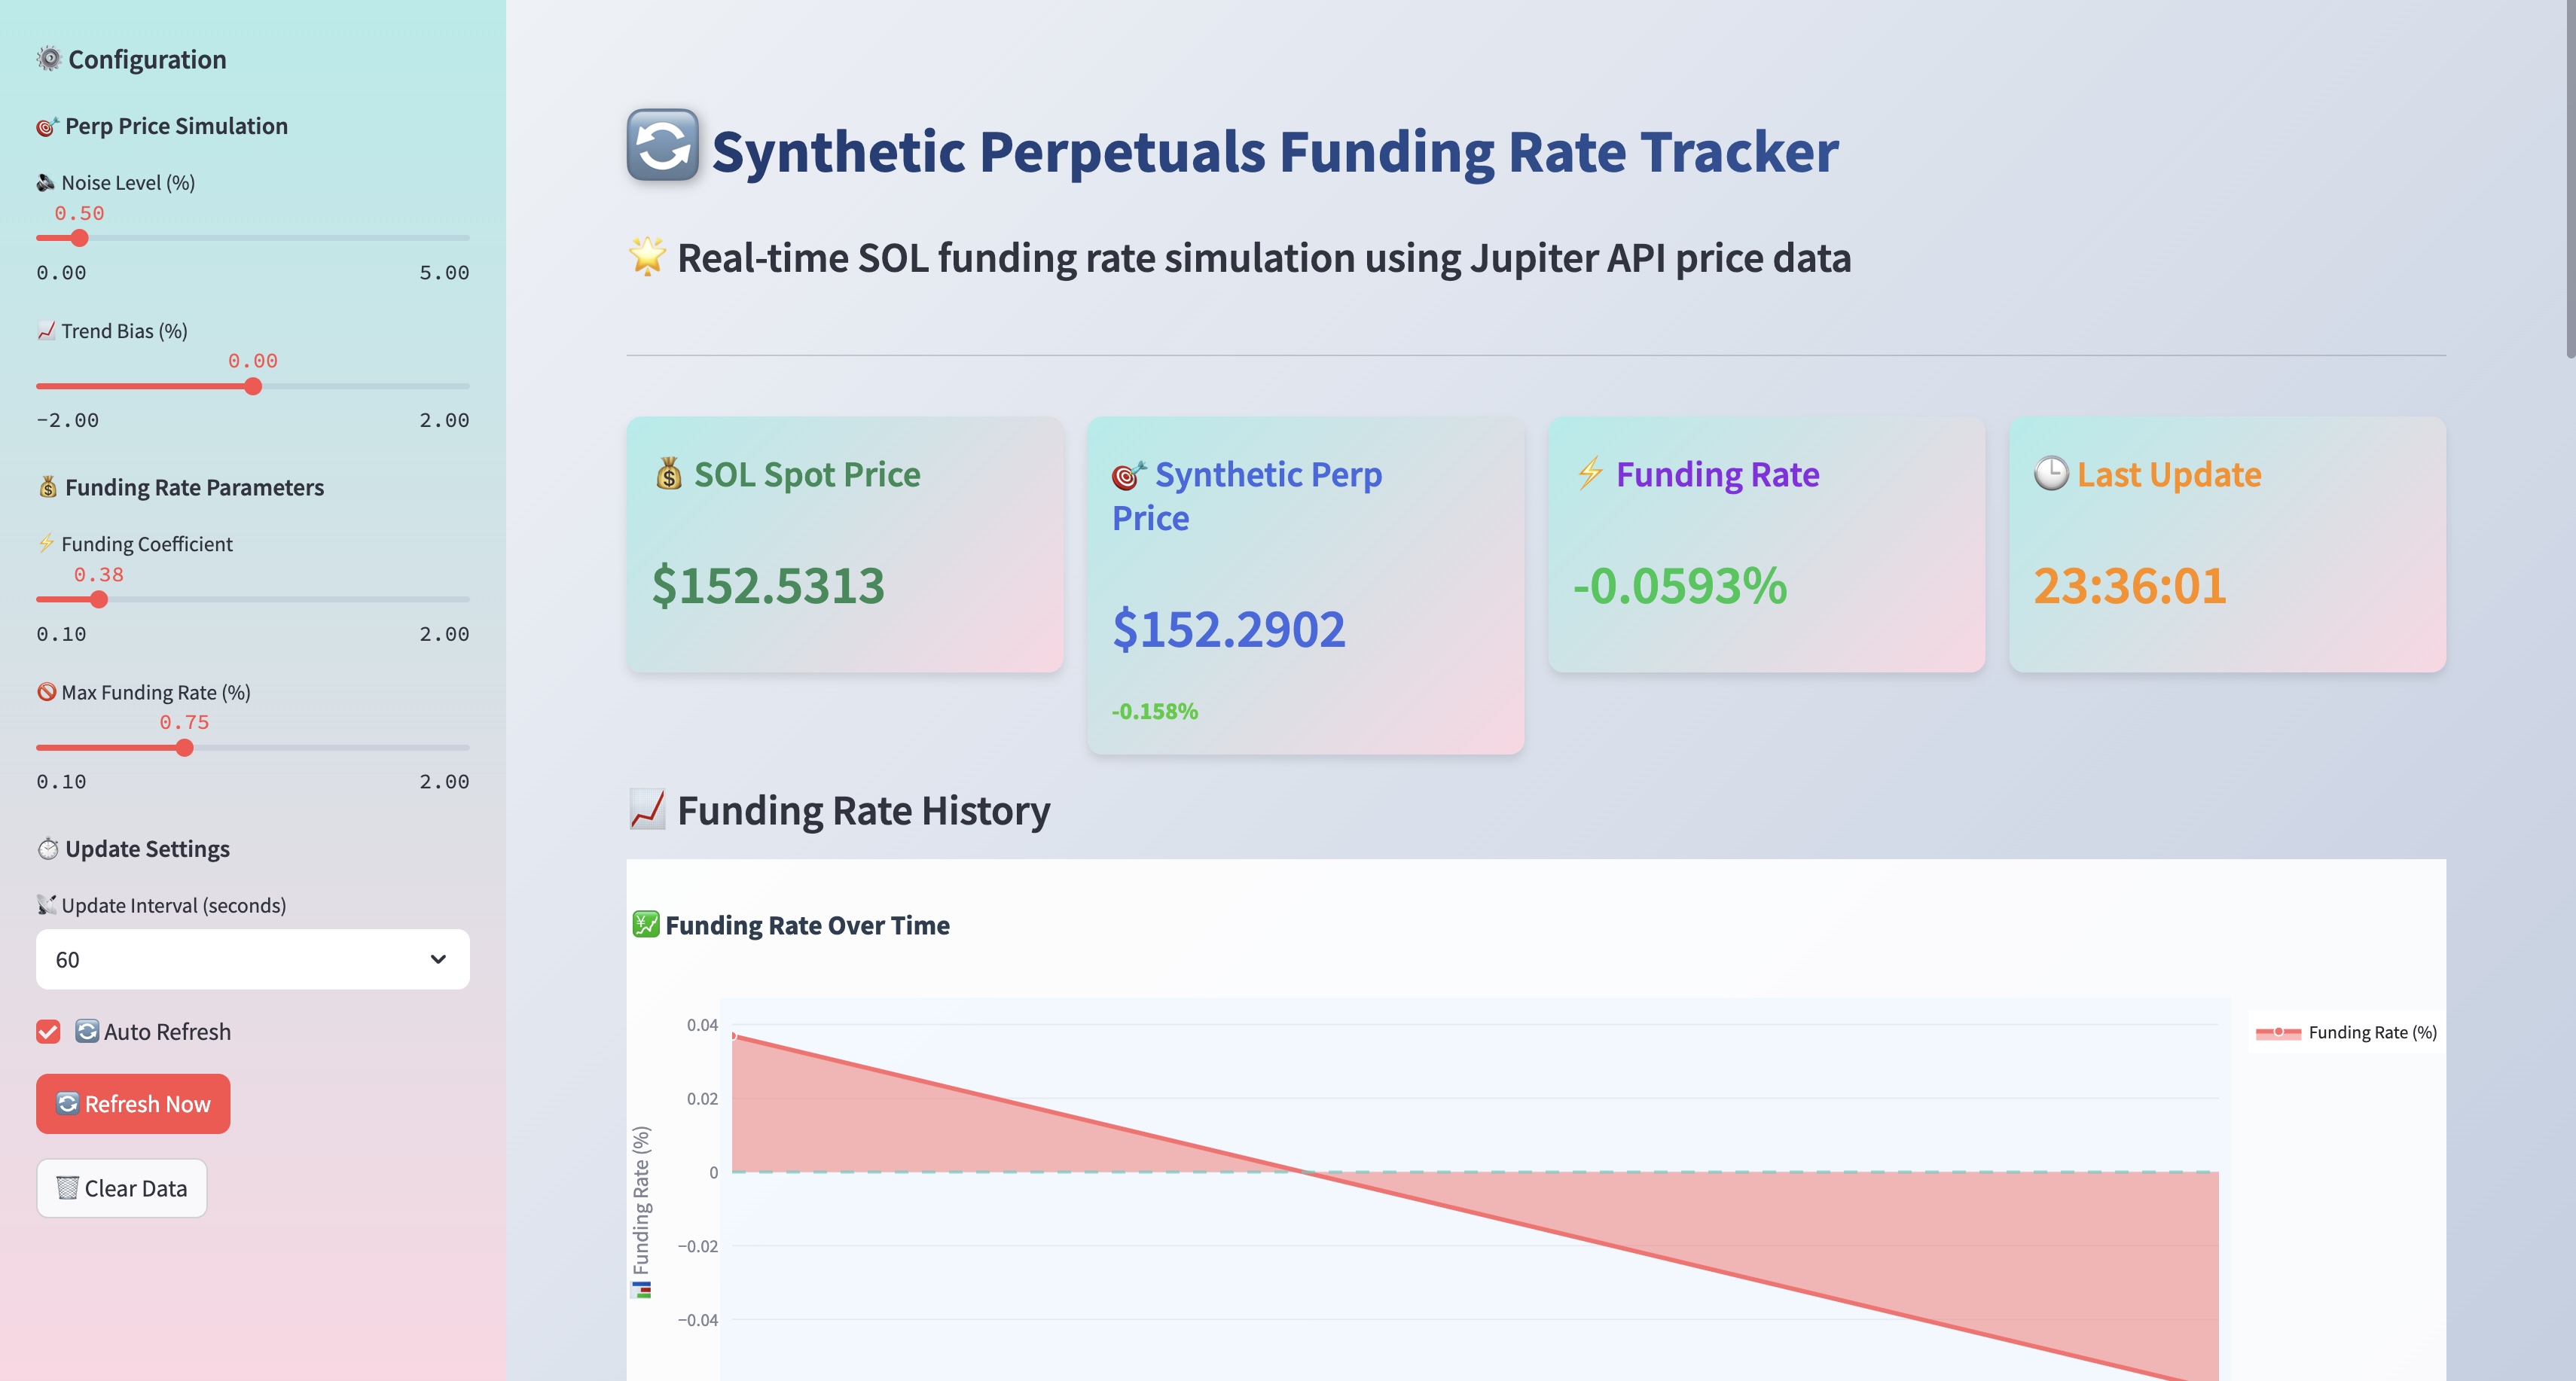 Configuration
Perp Price Simulation
Noise Level (%)
0.50
0.00 5.00
Trend Bias (%)
0.00
−2.00 2.00
Funding Rate Parameters
Funding Coefficient
0.38
0.10 2.00
Max Funding Rate (%)
0.75
0.10 2.00
Update Settings
Update Interval (seconds)
60
Auto Refresh
Refresh Now
Clear Data
Synthetic Perpetuals Funding Rate Tracker
Real-time SOL funding rate simulation using Jupiter API price data
SOL Spot Price
$152.5313
Synthetic Perp
Price
$152.2902
-0.158%
Funding Rate
-0.0593%
Last Update
23:36:01
Funding Rate History
Funding Rate Over Time
0.04
0.02
0
−0.02
−0.04
Funding Rate (%)
Funding Rate (%)